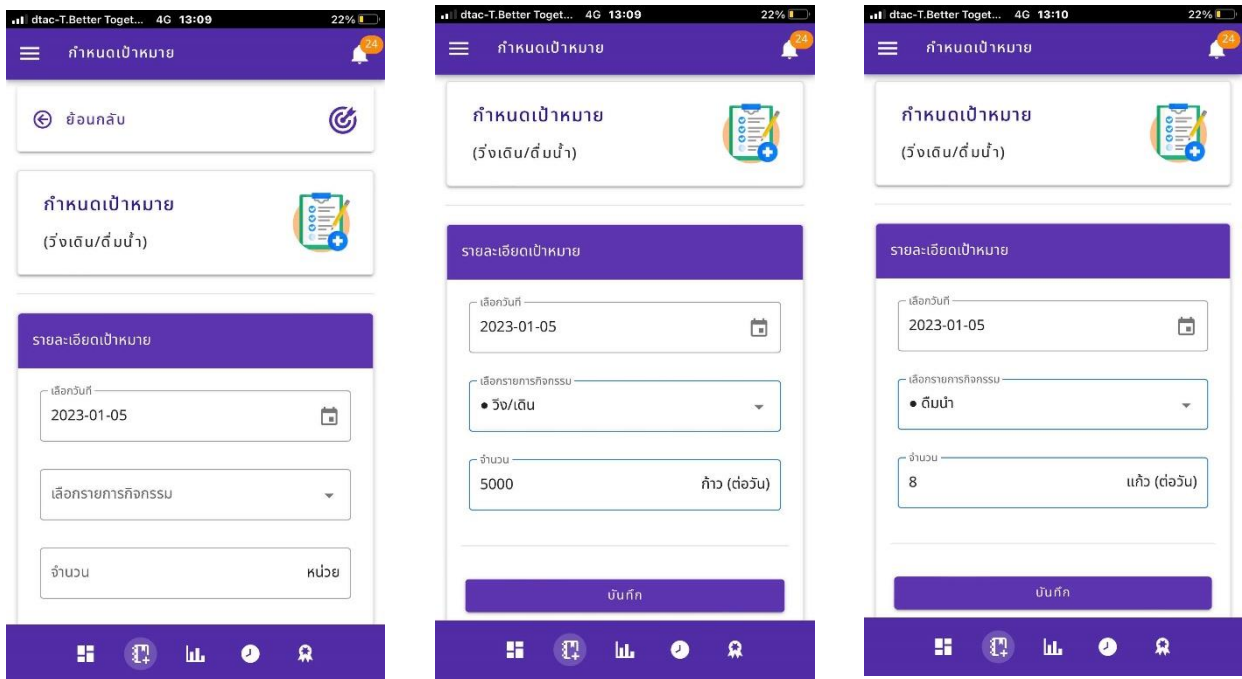 dtac-T.Better Toget... 4G 13:09 22%
กำหนดเป้าหมาย 24
ย้อนกลับ
กำหนดเป้าหมาย
(วิ่งเดิน/ดื่มน้ำ)
รายละเอียดเป้าหมาย
เลือกวันที่
2023-01-05
เลือกรายการกิจกรรม
จำนวน หน่วย
dtac-T.Better Toget... 4G 13:09 22%
กำหนดเป้าหมาย 24
กำหนดเป้าหมาย
(วิ่งเดิน/ดื่มน้ำ)
รายละเอียดเป้าหมาย
เลือกวันที่
2023-01-05
เลือกรายการกิจกรรม
● วิ่ง/เดิน
จำนวน
5000 ก้าว (ต่อวัน)
บันทึก
dtac-T.Better Toget... 4G 13:10 22%
กำหนดเป้าหมาย 24
กำหนดเป้าหมาย
(วิ่งเดิน/ดื่มน้ำ)
รายละเอียดเป้าหมาย
เลือกวันที่
2023-01-05
เลือกรายการกิจกรรม
● ดื่มน้ำ
จำนวน
8 แก้ว (ต่อวัน)
บันทึก